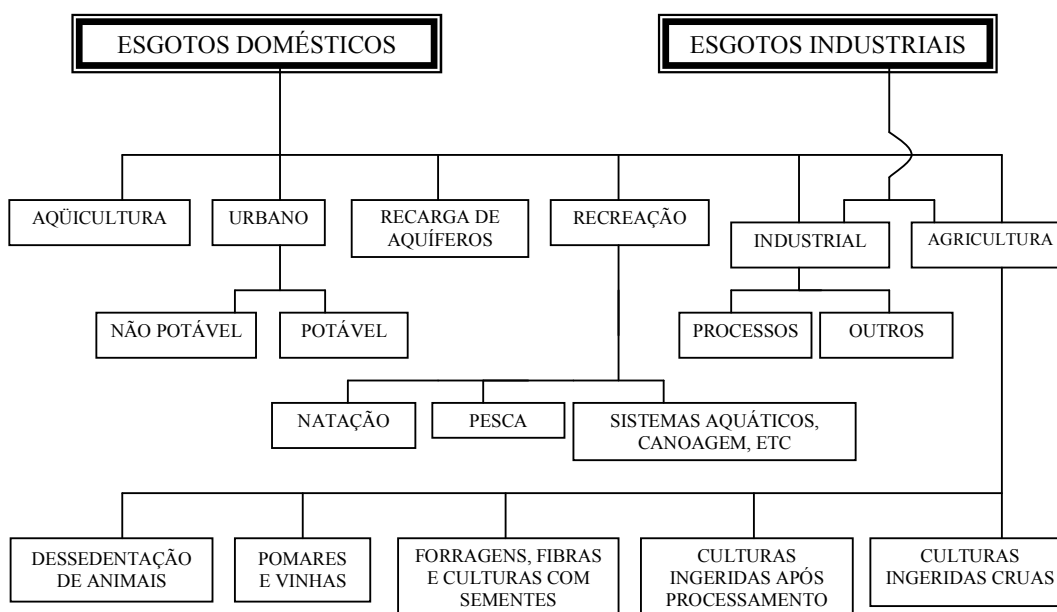 ESGOTOS DOMÉSTICOS
ESGOTOS INDUSTRIAIS
AQÜICULTURA
URBANO
RECARGA DE
AQUÍFEROS
RECREAÇÃO
INDUSTRIAL
AGRICULTURA
NÃO POTÁVEL
POTÁVEL
PROCESSOS
OUTROS
NATAÇÃO
PESCA
SISTEMAS AQUÁTICOS,
CANOAGEM, ETC
DESSEDENTAÇÃO
DE ANIMAIS
POMARES
E VINHAS
FORRAGENS, FIBRAS
E CULTURAS COM
SEMENTES
CULTURAS
INGERIDAS APÓS
PROCESSAMENTO
CULTURAS
INGERIDAS CRUAS